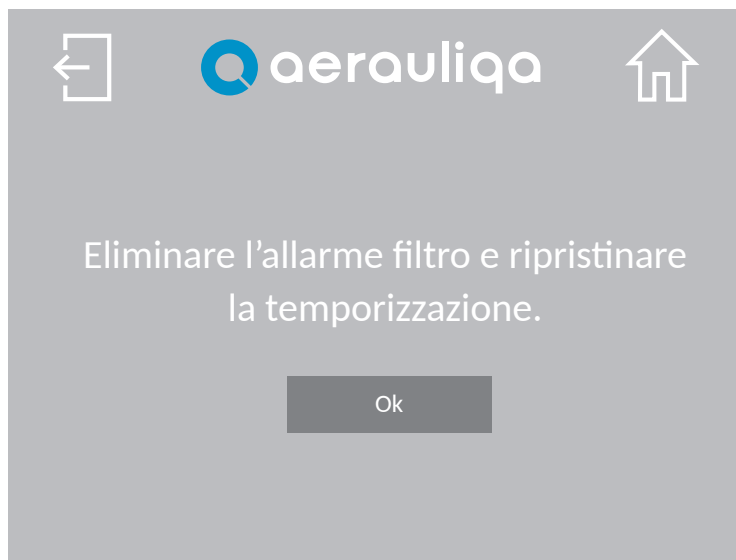 aerauliqa
Eliminare l’allarme filtro e ripristinare
la temporizzazione.
Ok